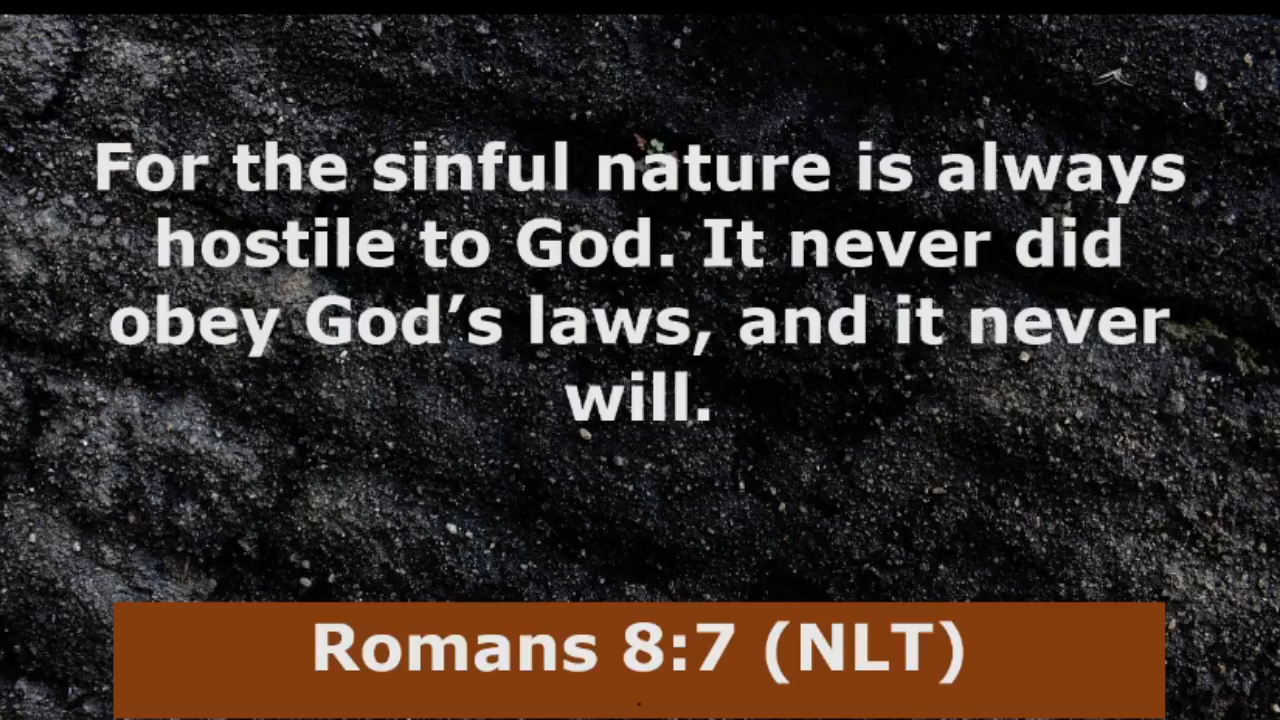 For the sinful nature is always
hostile to God. It never did
obey God’s laws, and it never
will.
Romans 8:7 (NLT)
.